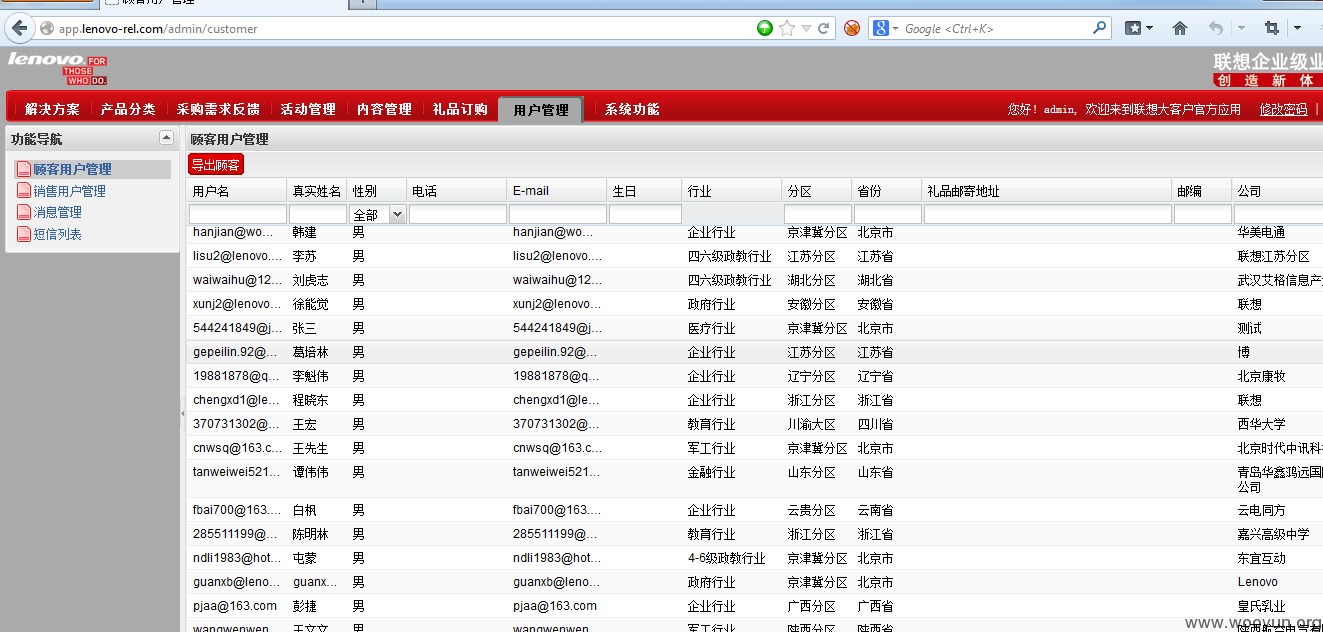 顾客用户管理
app.lenovo-rel.com/admin/customer
Google <Ctrl+K>
lenovo FOR THOSE WHO DO.
联想企业级业
创 造 新 体
解决方案 产品分类 采购需求反馈 活动管理 内容管理 礼品订购 用户管理 系统功能 您好！admin, 欢迎来到联想大客户官方应用 修改密码
功能导航
顾客用户管理
销售用户管理
消息管理
短信列表
顾客用户管理
导出顾客
用户名 真实姓名 性别 电话 E-mail 生日 行业 分区 省份 礼品邮寄地址 邮编 公司
全部
hanjian@wo... 韩建 男 hanjian@wo... 企业行业 京津冀分区 北京市 华美电通
lisu2@lenovo.... 李苏 男 lisu2@lenovo.... 四六级政教行业 江苏分区 江苏省 联想江苏分区
waiwaihu@12... 刘虎志 男 waiwaihu@12... 四六级政教行业 湖北分区 湖北省 武汉艾格信息产
xunj2@lenovo... 徐能觉 男 xunj2@lenovo... 政府行业 安徽分区 安徽省 联想
544241849@j... 张三 男 544241849@j... 医疗行业 京津冀分区 北京市 测试
gepeilin.92@... 葛培林 男 gepeilin.92@... 企业行业 江苏分区 江苏省 博
19881878@q... 李魁伟 男 19881878@q... 企业行业 辽宁分区 辽宁省 北京康牧
chengxd1@le... 程晓东 男 chengxd1@le... 企业行业 浙江分区 浙江省 联想
370731302@... 王宏 男 370731302@... 教育行业 川渝大区 四川省 西华大学
cnwsq@163.c... 王先生 男 cnwsq@163.c... 军工行业 京津冀分区 北京市 北京时代中讯科
tanweiwei521... 谭伟伟 男 tanweiwei521... 金融行业 山东分区 山东省 青岛华鑫鸿远国
公司
fbai700@163.... 白枫 男 fbai700@163.... 企业行业 云贵分区 云南省 云电同方
285511199@... 陈明林 男 285511199@... 教育行业 浙江分区 浙江省 嘉兴高级中学
ndli1983@hot... 屯蒙 男 ndli1983@hot... 4-6级政教行业 京津冀分区 北京市 东宜互动
guanxb@leno... guanx... 男 guanxb@leno... 政府行业 京津冀分区 北京市 Lenovo
pjaa@163.com 彭捷 男 pjaa@163.com 企业行业 广西分区 广西省 皇氏乳业
wangwenwen 王文文 男 wangwenwen 军工行业 陕西分区 陕西省
www.wooyun.org